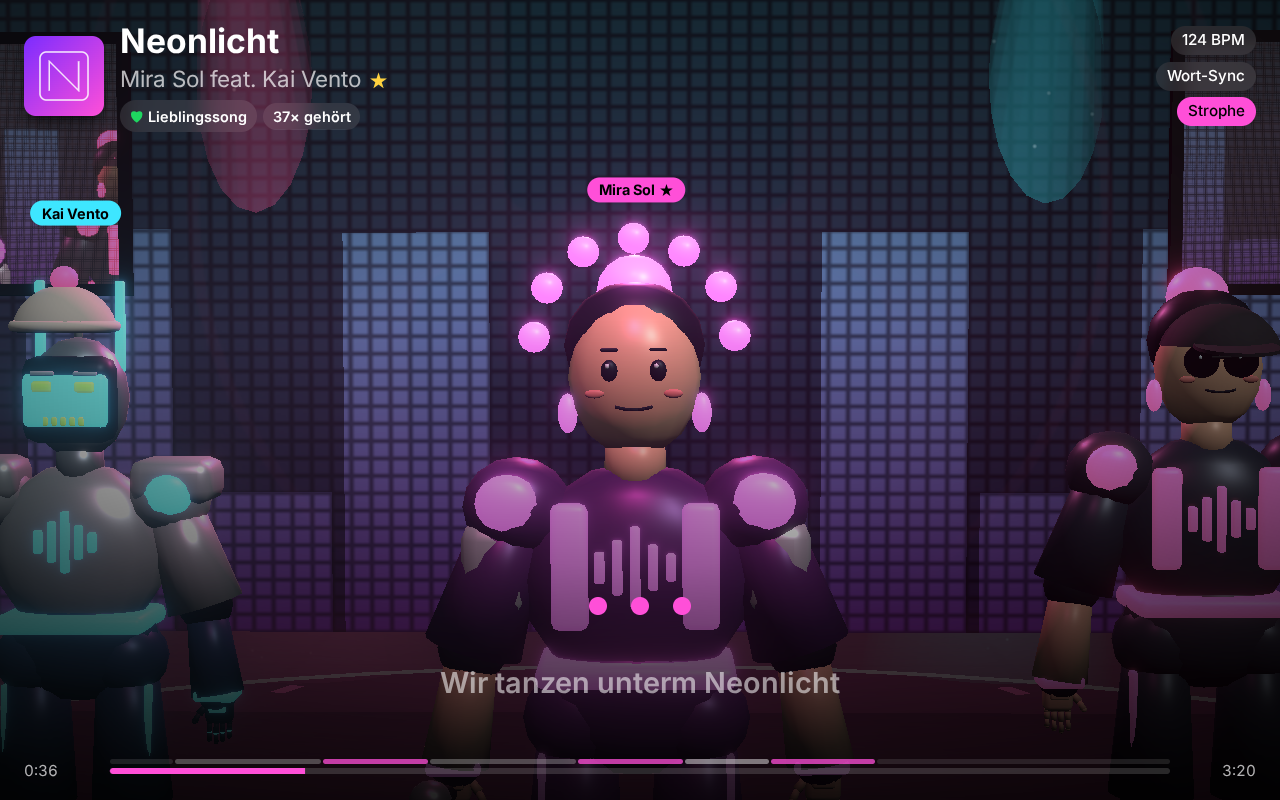 N
Neonlicht
Mira Sol feat. Kai Vento ★
Lieblingssong
37× gehört
124 BPM
Wort-Sync
Strophe
Mira Sol ★
Kai Vento
Wir tanzen unterm Neonlicht
0:36
3:20